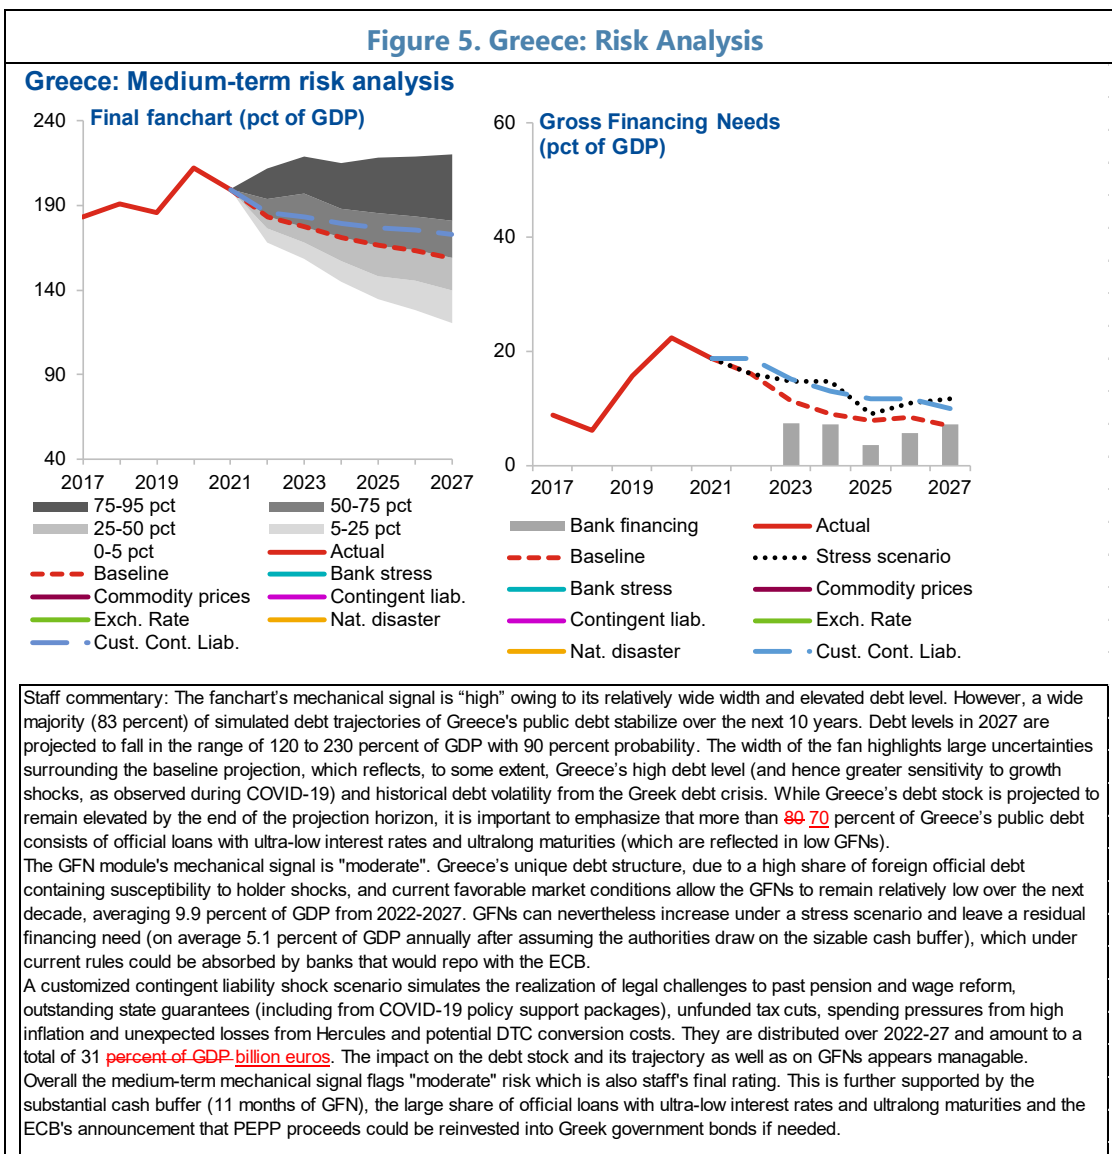 Figure 5. Greece: Risk Analysis
Greece: Medium-term risk analysis
Final fanchart (pct of GDP)
240
190
140
90
40
2017 2019 2021 2023 2025 2027
75-95 pct 50-75 pct
25-50 pct 5-25 pct
0-5 pct Actual
Baseline Bank stress
Commodity prices Contingent liab.
Exch. Rate Nat. disaster
Cust. Cont. Liab.
Gross Financing Needs
(pct of GDP)
60
40
20
0
2017 2019 2021 2023 2025 2027
Bank financing Actual
Baseline Stress scenario
Bank stress Commodity prices
Contingent liab. Exch. Rate
Nat. disaster Cust. Cont. Liab.
Staff commentary: The fanchart's mechanical signal is “high” owing to its relatively wide width and elevated debt level. However, a wide
majority (83 percent) of simulated debt trajectories of Greece's public debt stabilize over the next 10 years. Debt levels in 2027 are
projected to fall in the range of 120 to 230 percent of GDP with 90 percent probability. The width of the fan highlights large uncertainties
surrounding the baseline projection, which reflects, to some extent, Greece’s high debt level (and hence greater sensitivity to growth
shocks, as observed during COVID-19) and historical debt volatility from the Greek debt crisis. While Greece’s debt stock is projected to
remain elevated by the end of the projection horizon, it is important to emphasize that more than 80 70 percent of Greece’s public debt
consists of official loans with ultra-low interest rates and ultralong maturities (which are reflected in low GFNs).
The GFN module's mechanical signal is "moderate". Greece’s unique debt structure, due to a high share of foreign official debt
containing susceptibility to holder shocks, and current favorable market conditions allow the GFNs to remain relatively low over the next
decade, averaging 9.9 percent of GDP from 2022-2027. GFNs can nevertheless increase under a stress scenario and leave a residual
financing need (on average 5.1 percent of GDP annually after assuming the authorities draw on the sizable cash buffer), which under
current rules could be absorbed by banks that would repo with the ECB.
A customized contingent liability shock scenario simulates the realization of legal challenges to past pension and wage reform,
outstanding state guarantees (including from COVID-19 policy support packages), unfunded tax cuts, spending pressures from high
inflation and unexpected losses from Hercules and potential DTC conversion costs. They are distributed over 2022-27 and amount to a
total of 31 percent of GDP billion euros. The impact on the debt stock and its trajectory as well as on GFNs appears managable.
Overall the medium-term mechanical signal flags "moderate" risk which is also staff's final rating. This is further supported by the
substantial cash buffer (11 months of GFN), the large share of official loans with ultra-low interest rates and ultralong maturities and the
ECB's announcement that PEPP proceeds could be reinvested into Greek government bonds if needed.